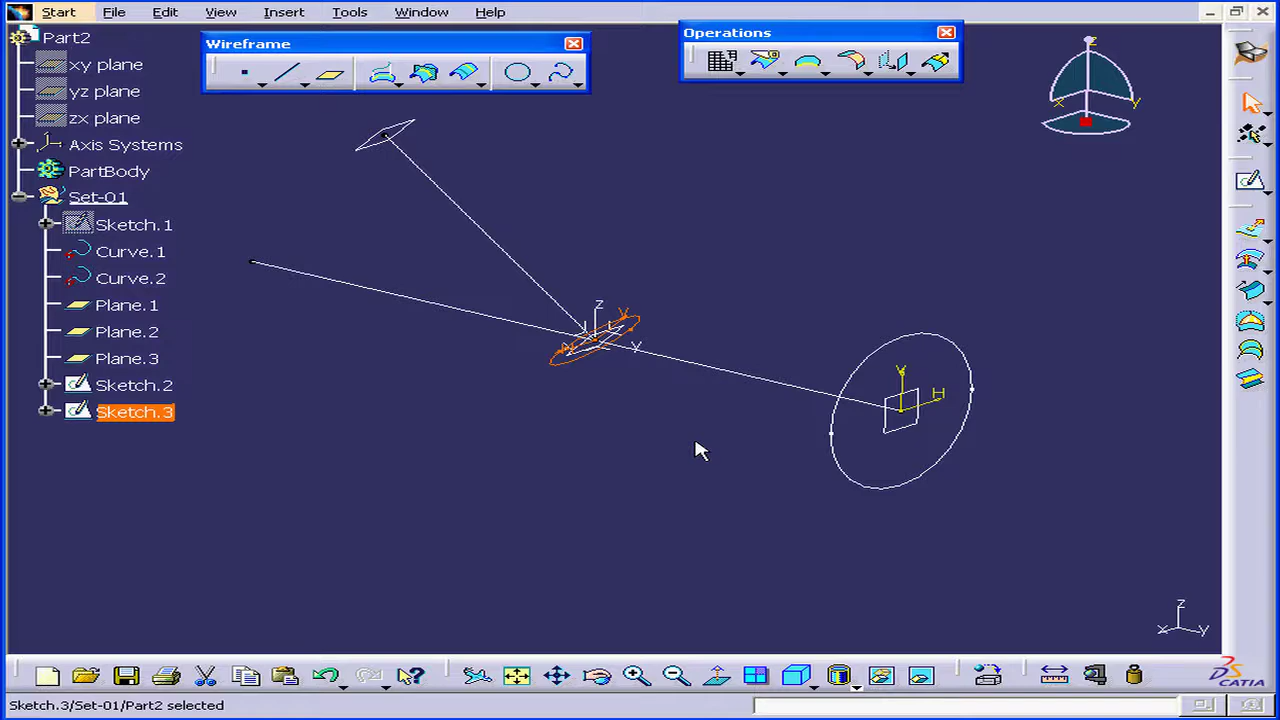 Start File Edit View Insert Tools Window Help
Wireframe
Operations
Part2
xy plane
yz plane
zx plane
Axis Systems
PartBody
Set-01
Sketch.1
Curve.1
Curve.2
Plane.1
Plane.2
Plane.3
Sketch.2
Sketch.3
z
x y
z
V
H
y
V
H
z
x y
CATIA
Sketch.3/Set-01/Part2 selected